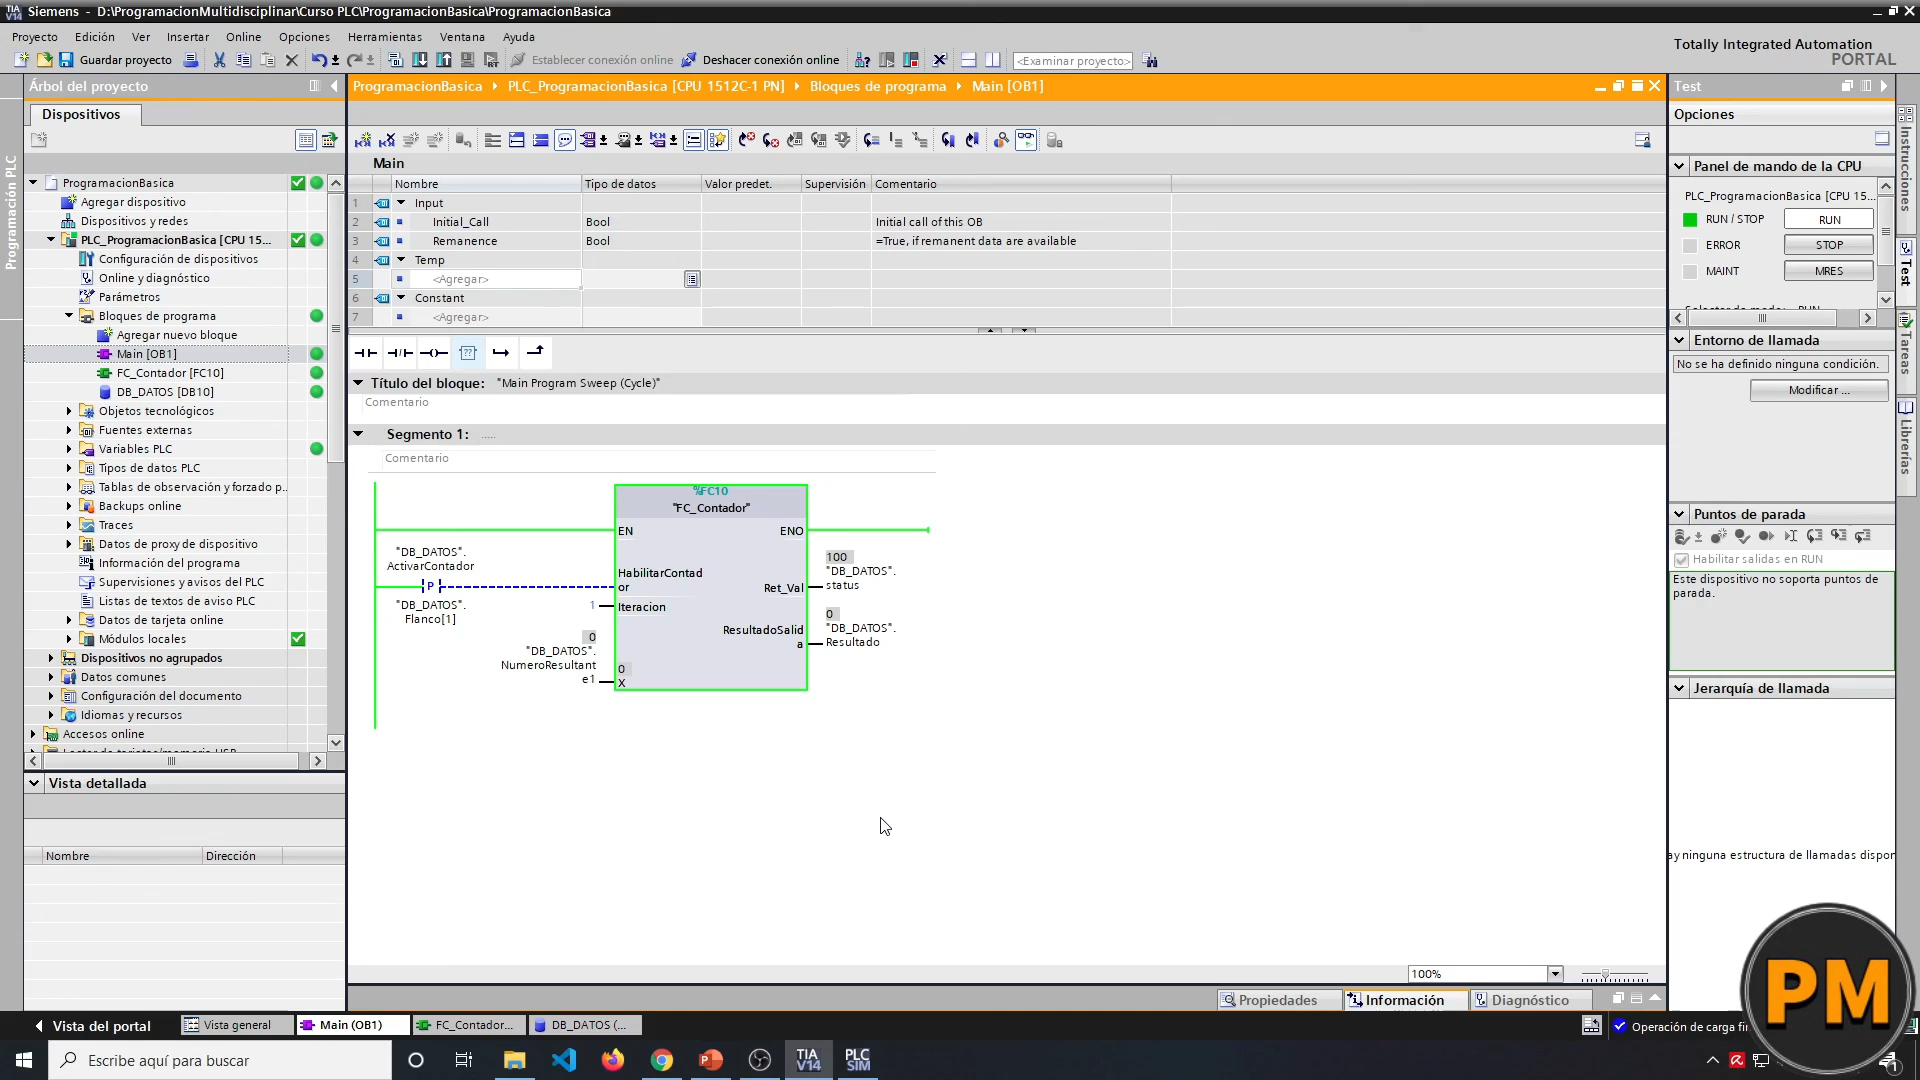 Siemens - D:\ProgramacionMultidisciplinar\Curso PLC\ProgramacionBasica\ProgramacionBasica
TIA V14
Proyecto Edición Ver Insertar Online Opciones Herramientas Ventana Ayuda
Totally Integrated Automation
PORTAL
Guardar proyecto
Establecer conexión online
Deshacer conexión online
<Examinar proyecto>
Árbol del proyecto
Dispositivos
Programación PLC
ProgramacionBasica
Agregar dispositivo
Dispositivos y redes
PLC_ProgramacionBasica [CPU 15...
Configuración de dispositivos
Online y diagnóstico
Parámetros
Bloques de programa
Agregar nuevo bloque
Main [OB1]
FC_Contador [FC10]
DB_DATOS [DB10]
Objetos tecnológicos
Fuentes externas
Variables PLC
Tipos de datos PLC
Tablas de observación y forzado p..
Backups online
Traces
Datos de proxy de dispositivo
Información del programa
Supervisiones y avisos del PLC
Listas de textos de aviso PLC
Datos de tarjeta online
Módulos locales
Dispositivos no agrupados
Datos comunes
Configuración del documento
Idiomas y recursos
Accesos online
Vista detallada
Nombre Dirección
ProgramacionBasica PLC_ProgramacionBasica [CPU 1512C-1 PN] Bloques de programa Main [OB1]
Main
Nombre Tipo de datos Valor predet. Supervisión Comentario
1 Input
2 Initial_Call Bool Initial call of this OB
3 Remanence Bool =True, if remanent data are available
4 Temp
5 <Agregar>
6 Constant
7 <Agregar>
??
Título del bloque: "Main Program Sweep (Cycle)"
Comentario
Segmento 1: .....
Comentario
%FC10
"FC_Contador"
EN ENO
"DB_DATOS".
ActivarContador
P
"DB_DATOS".
Flanco[1]
HabilitarContad
or
1 Iteracion
0
"DB_DATOS".
NumeroResultant
e1
0
X
100
"DB_DATOS".
status
Ret_Val
0
"DB_DATOS".
Resultado
ResultadoSalid
a
100%
Propiedades Información Diagnóstico
Test
Opciones
Panel de mando de la CPU
PLC_ProgramacionBasica [CPU 15...
RUN / STOP RUN
ERROR STOP
MAINT MRES
Entorno de llamada
No se ha definido ninguna condición.
Modificar ...
Puntos de parada
Habilitar salidas en RUN
Este dispositivo no soporta puntos de
parada.
Jerarquía de llamada
ay ninguna estructura de llamadas dispor
Instrucciones
Test
Tareas
Librerías
Vista del portal Vista general Main (OB1) FC_Contador... DB_DATOS (...
Operación de carga fin
Escribe aquí para buscar
TIA V14
PLC SIM
1
PM